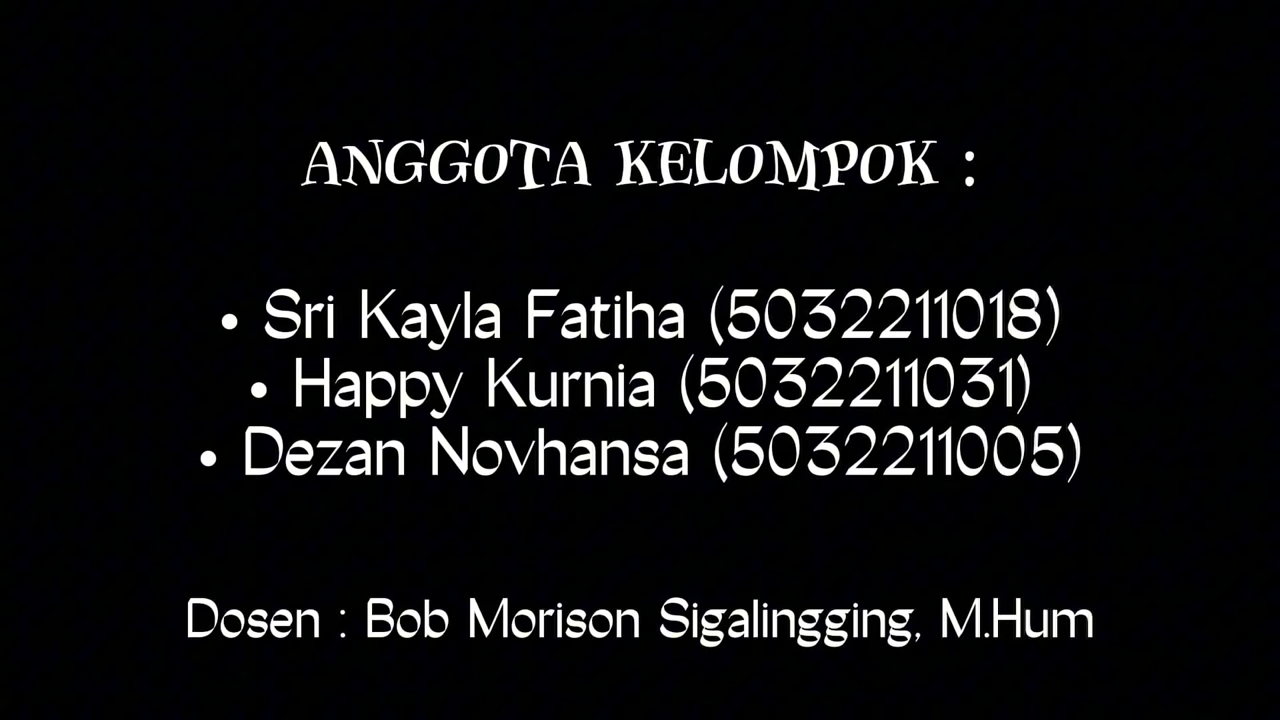 ANGGOTA KELOMPOK :
• Sri Kayla Fatiha (5032211018)
• Happy Kurnia (5032211031)
• Dezan Novhansa (5032211005)
Dosen : Bob Morison Sigalingging, M.Hum